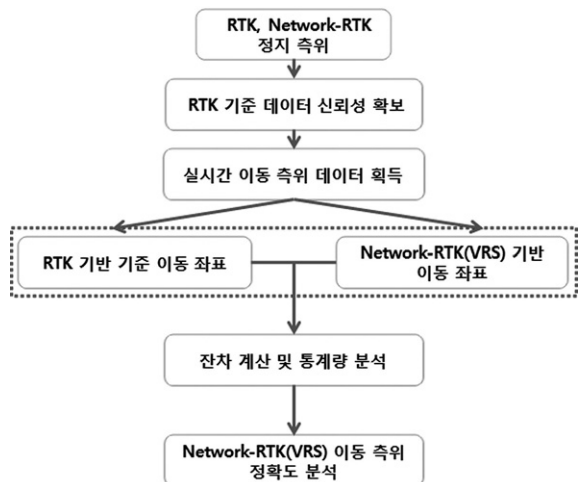 RTK, Network-RTK
정지 측위
RTK 기준 데이터 신뢰성 확보
실시간 이동 측위 데이터 획득
RTK 기반 기준 이동 좌표
Network-RTK(VRS) 기반
이동 좌표
잔차 계산 및 통계량 분석
Network-RTK(VRS) 이동 측위
정확도 분석